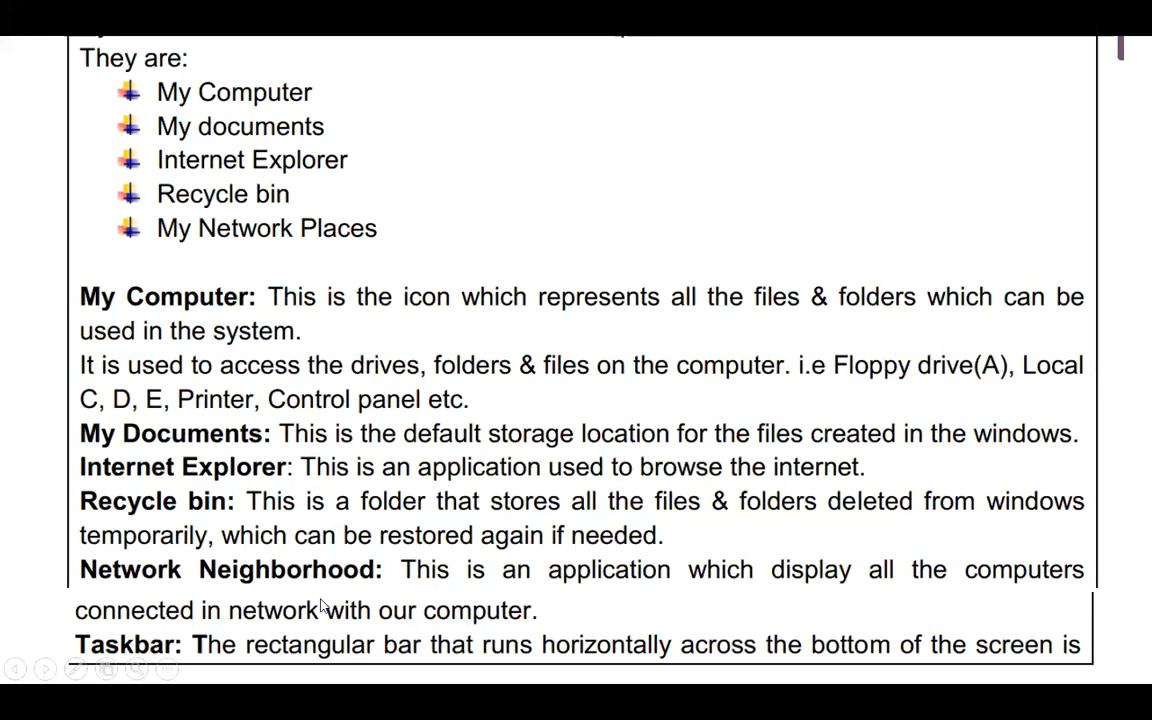 They are:
My Computer
My documents
Internet Explorer
Recycle bin
My Network Places
My Computer: This is the icon which represents all the files & folders which can be
used in the system.
It is used to access the drives, folders & files on the computer. i.e Floppy drive(A), Local
C, D, E, Printer, Control panel etc.
My Documents: This is the default storage location for the files created in the windows.
Internet Explorer: This is an application used to browse the internet.
Recycle bin: This is a folder that stores all the files & folders deleted from windows
temporarily, which can be restored again if needed.
Network Neighborhood: This is an application which display all the computers
connected in network with our computer.
Taskbar: The rectangular bar that runs horizontally across the bottom of the screen is